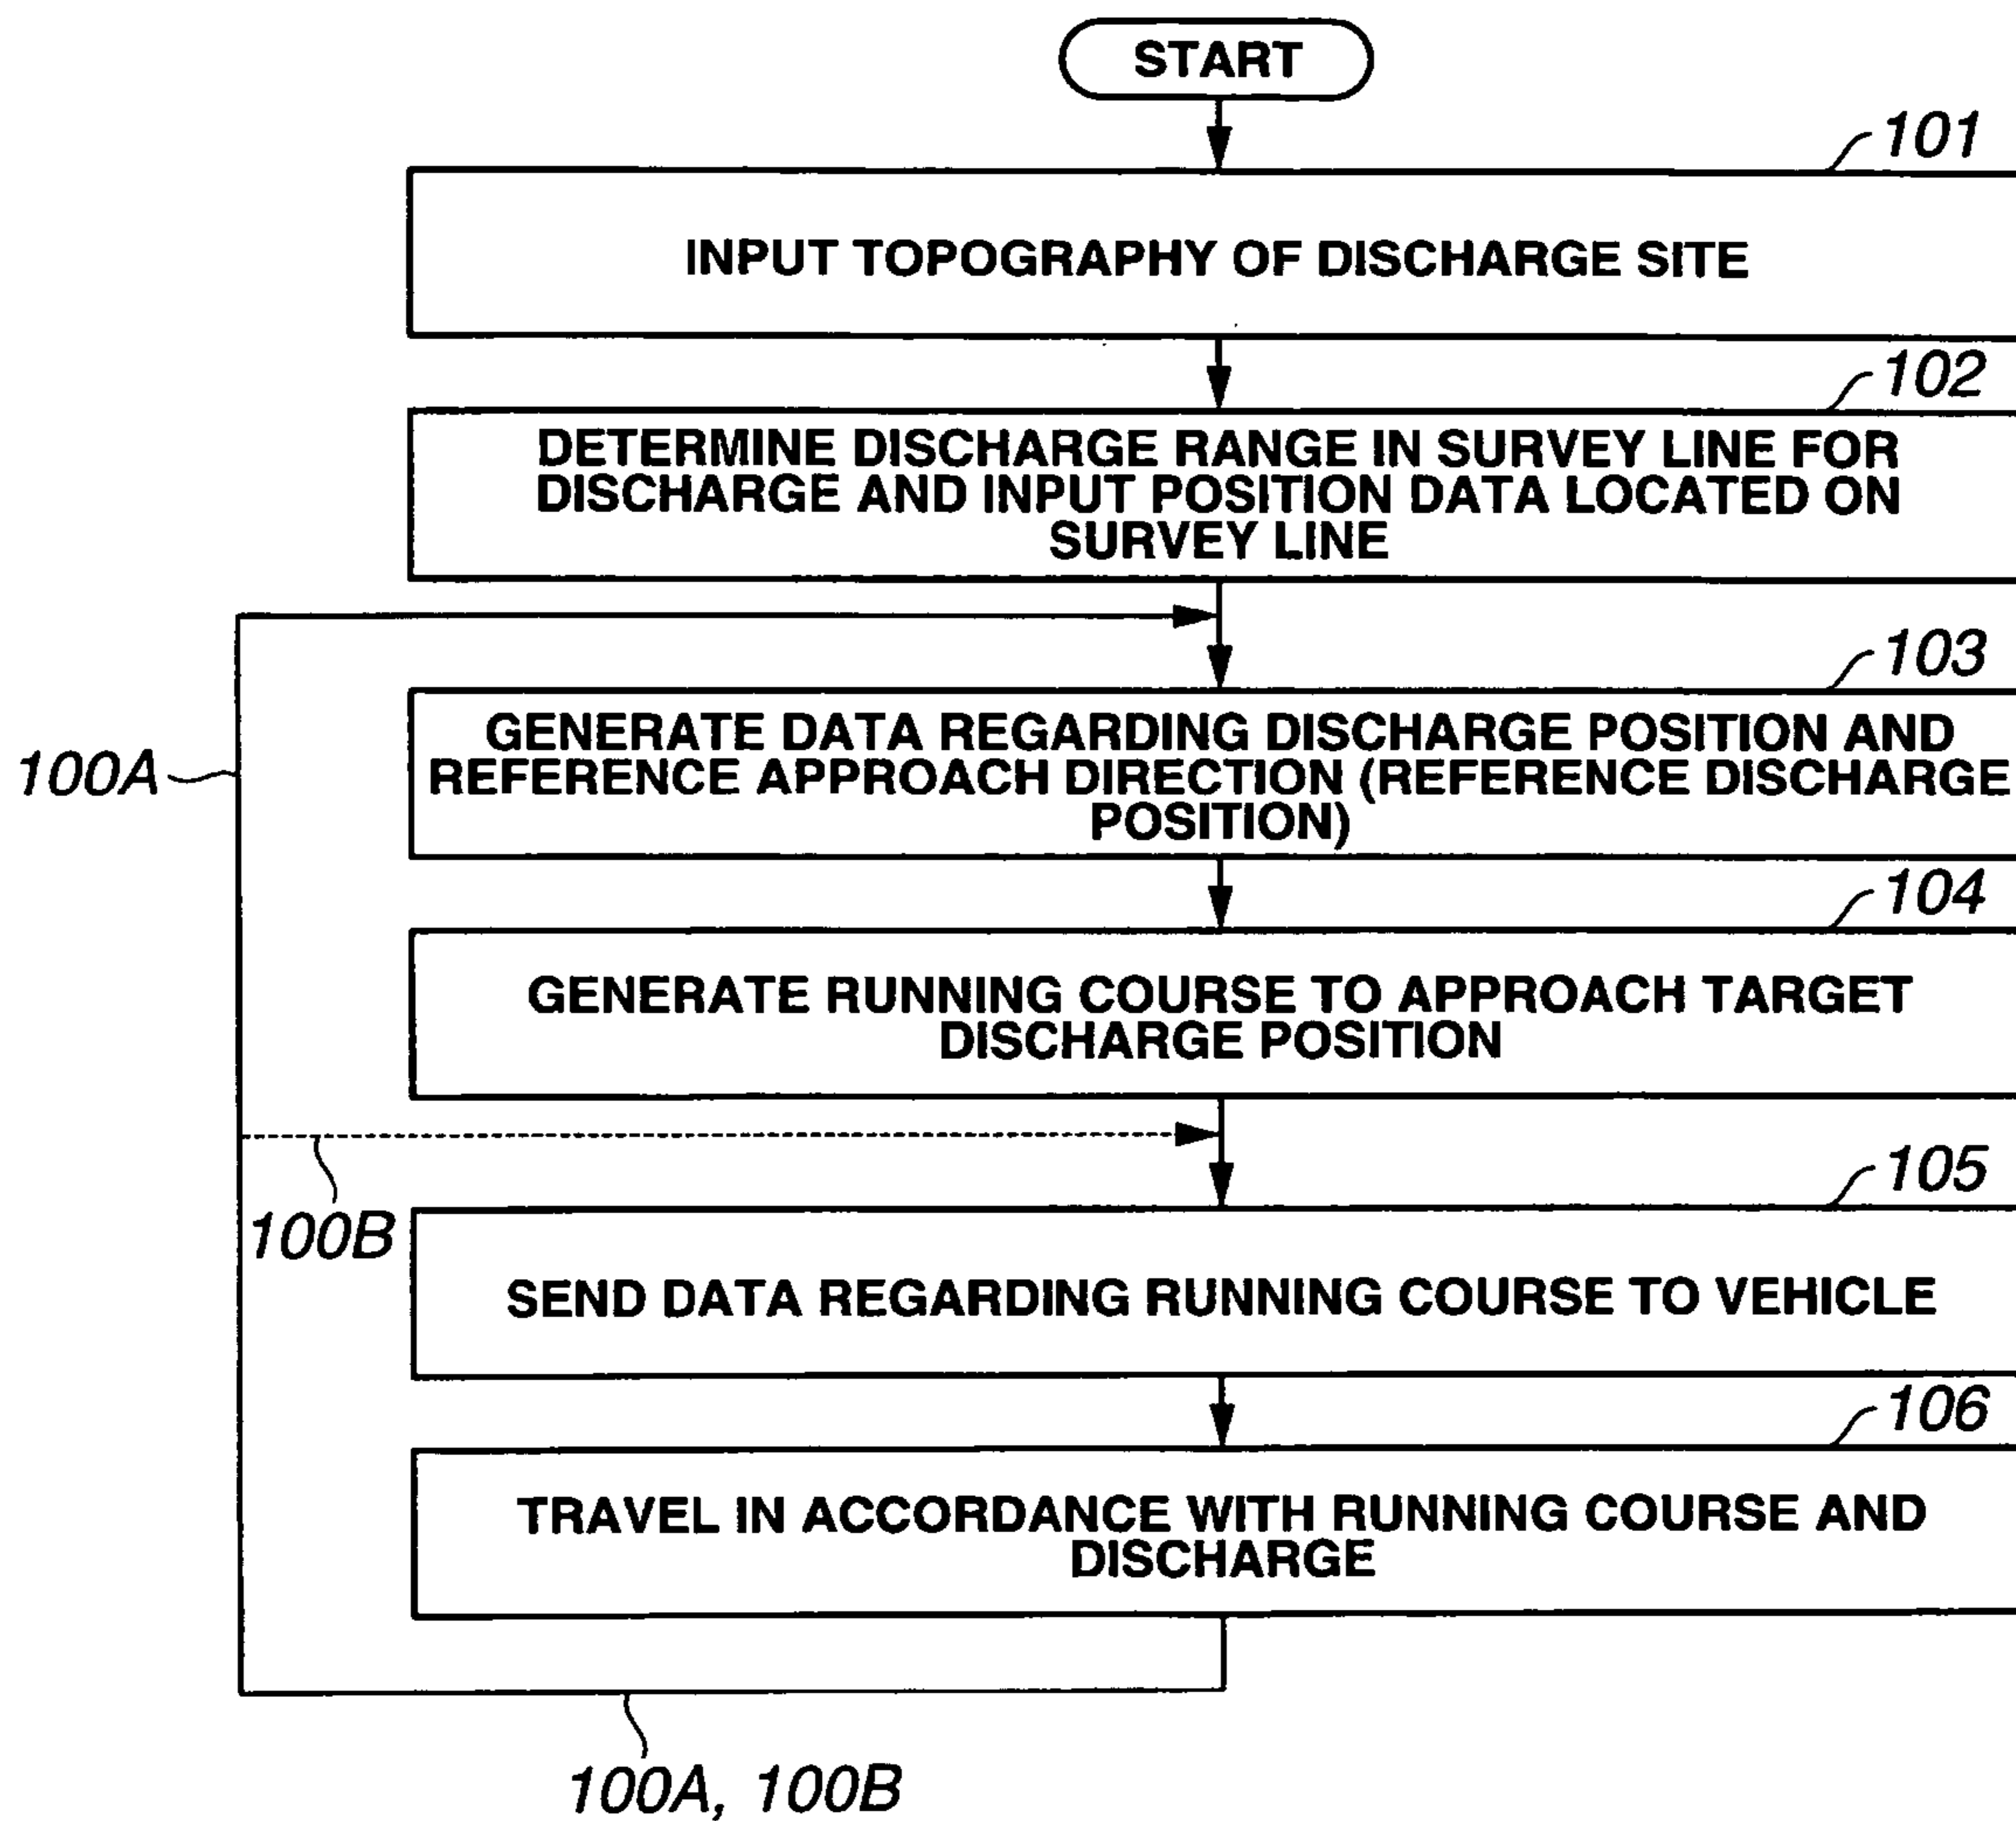 START
101
INPUT TOPOGRAPHY OF DISCHARGE SITE
102
DETERMINE DISCHARGE RANGE IN SURVEY LINE FOR
DISCHARGE AND INPUT POSITION DATA LOCATED ON
SURVEY LINE
103
GENERATE DATA REGARDING DISCHARGE POSITION AND
REFERENCE APPROACH DIRECTION (REFERENCE DISCHARGE
POSITION)
100A
104
GENERATE RUNNING COURSE TO APPROACH TARGET
DISCHARGE POSITION
100B
105
SEND DATA REGARDING RUNNING COURSE TO VEHICLE
106
TRAVEL IN ACCORDANCE WITH RUNNING COURSE AND
DISCHARGE
100A, 100B